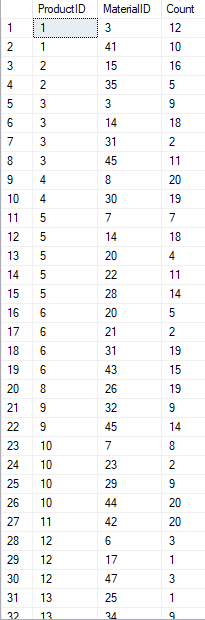 ProductID MaterialID Count
1 1 3 12
2 1 41 10
3 2 15 16
4 2 35 5
5 3 3 9
6 3 14 18
7 3 31 2
8 3 45 11
9 4 8 20
10 4 30 19
11 5 7 7
12 5 14 18
13 5 20 4
14 5 22 11
15 5 28 14
16 6 20 5
17 6 21 2
18 6 31 19
19 6 43 15
20 8 26 19
21 9 32 9
22 9 45 14
23 10 7 8
24 10 23 2
25 10 29 9
26 10 44 20
27 11 42 20
28 12 6 3
29 12 17 1
30 12 47 3
31 13 25 1
32 13 34 9